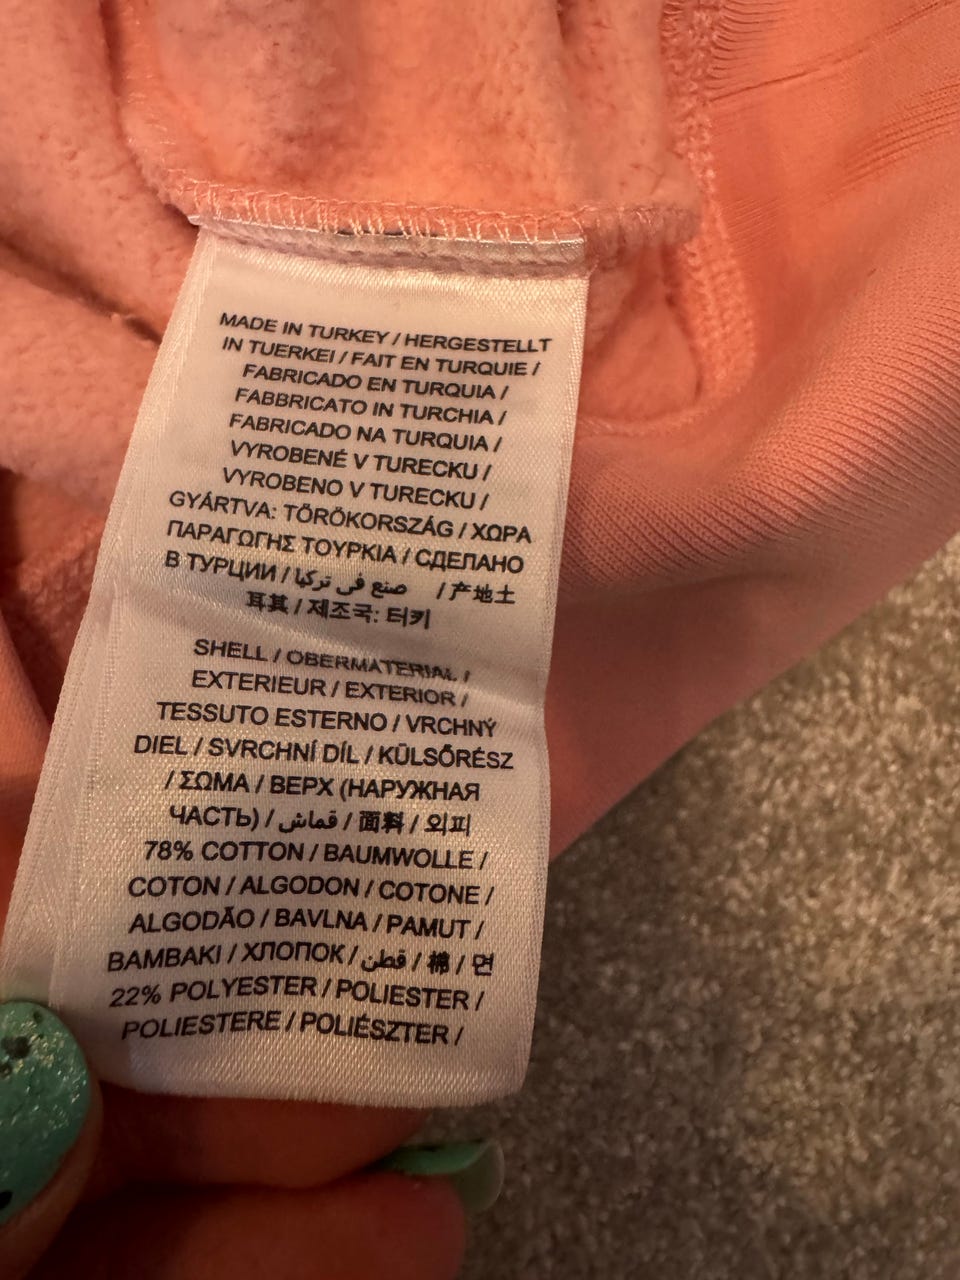 MADE IN TURKEY / HERGESTELLT
IN TUERKEI / FAIT EN TURQUIE /
FABRICADO EN TURQUIA /
FABBRICATO IN TURCHIA /
FABRICADO NA TURQUIA /
VYROBENÉ V TURECKU /
VYROBENO V TURECKU /
GYÁRTVA: TÖRÖKORSZÁG / ΧΩΡΑ
ΠΑΡΑΓΩΓΗΣ ΤΟΥΡΚΙΑ / СДЕЛАНО
В ТУРЦИИ / صنع في تركيا / 产地土
耳其 / 제조국: 터키
SHELL / OBERMATERIAL /
EXTERIEUR / EXTERIOR /
TESSUTO ESTERNO / VRCHNÝ
DIEL / SVRCHNÍ DÍL / KÜLSŐRÉSZ
/ ΣΩΜΑ / ВЕРХ (НАРУЖНАЯ
ЧАСТЬ) / قماش / 面料 / 외피
78% COTTON / BAUMWOLLE /
COTON / ALGODON / COTONE /
ALGODÃO / BAVLNA / PAMUT /
BAMBAKI / ХЛОПОК / قطن / 棉 / 면
22% POLYESTER / POLIESTER /
POLIESTERE / POLIÉSZTER /